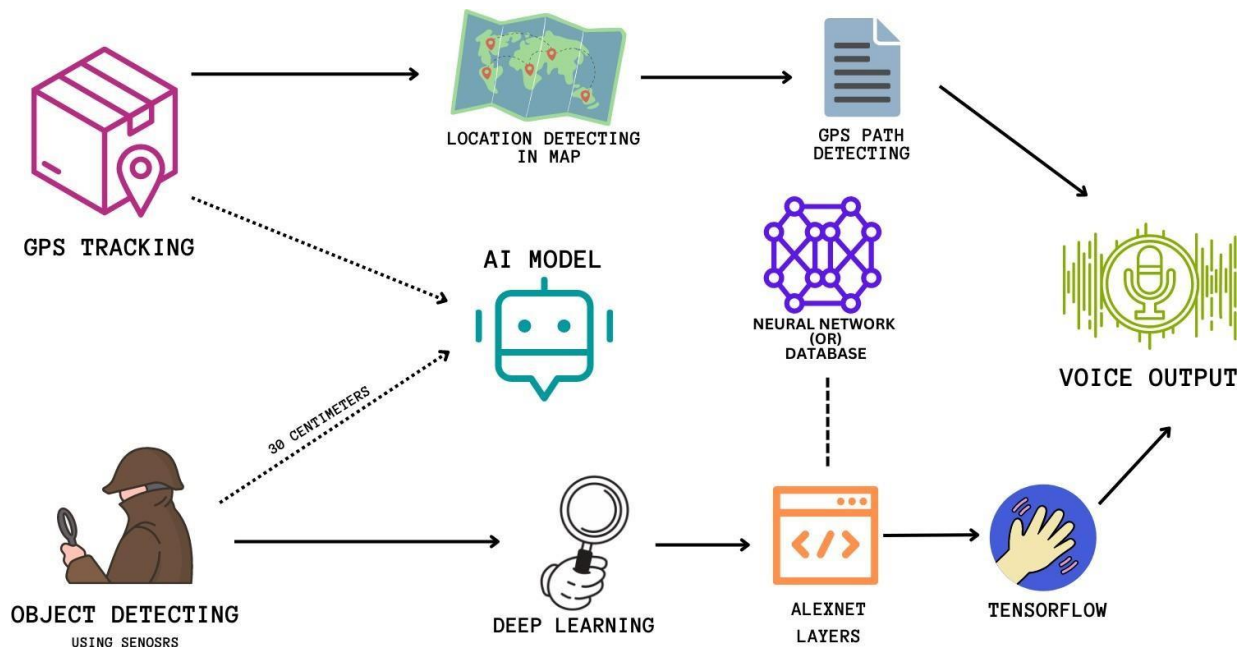 LOCATION DETECTING
IN MAP
GPS PATH
DETECTING
GPS TRACKING
AI MODEL
NEURAL NETWORK
(OR)
DATABASE
VOICE OUTPUT
30 CENTIMETERS
OBJECT DETECTING
USING SENOSRS
DEEP LEARNING
</>
ALEXNET
LAYERS
TENSORFLOW